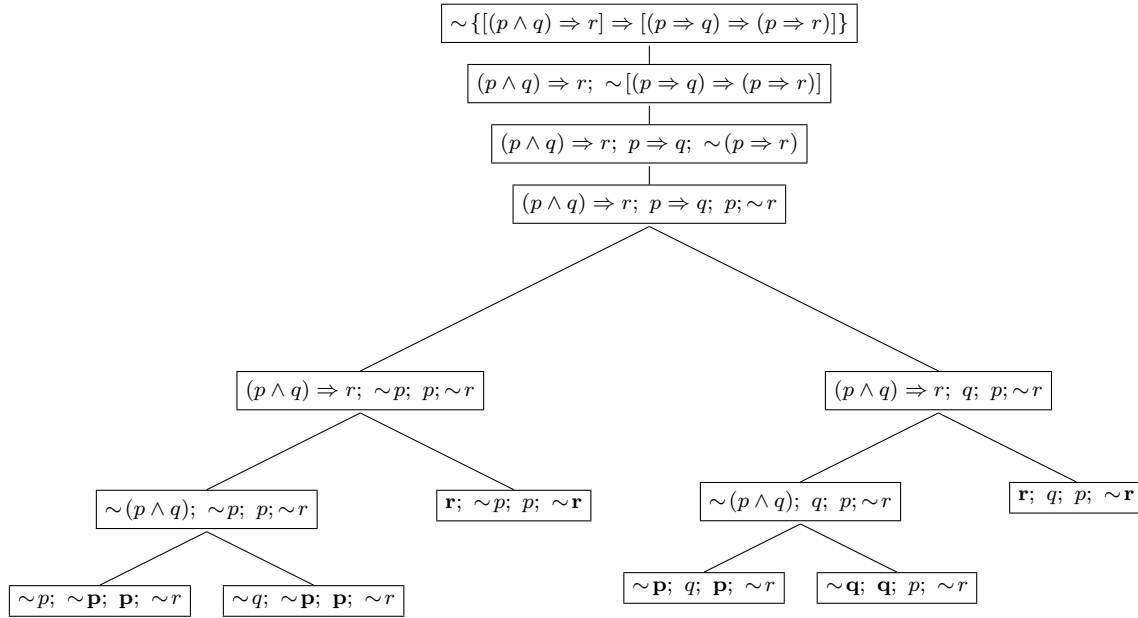 ∼{[(p ∧ q) ⇒ r] ⇒ [(p ⇒ q) ⇒ (p ⇒ r)]}
(p ∧ q) ⇒ r; ∼[(p ⇒ q) ⇒ (p ⇒ r)]
(p ∧ q) ⇒ r; p ⇒ q; ∼(p ⇒ r)
(p ∧ q) ⇒ r; p ⇒ q; p; ∼r
(p ∧ q) ⇒ r; ∼p; p; ∼r
(p ∧ q) ⇒ r; q; p; ∼r
∼(p ∧ q); ∼p; p; ∼r
r; ∼p; p; ∼r
∼(p ∧ q); q; p; ∼r
r; q; p; ∼r
∼p; ∼p; p; ∼r
∼q; ∼p; p; ∼r
∼p; q; p; ∼r
∼q; q; p; ∼r